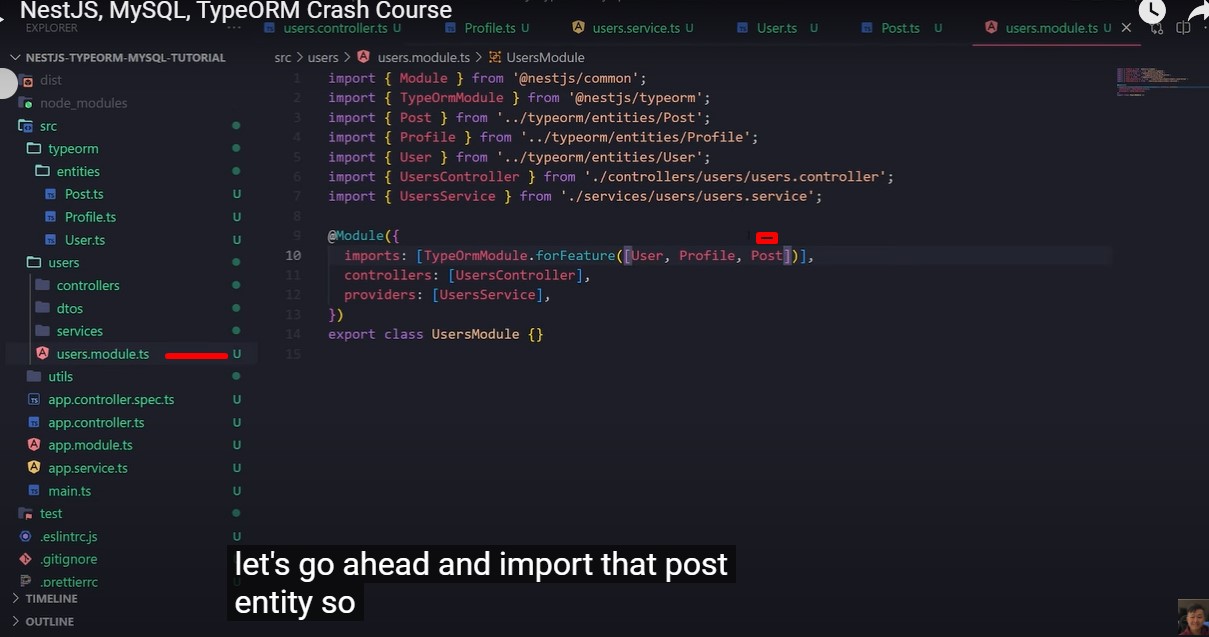 NestJS, MySQL, TypeORM Crash Course
EXPLORER ...
users.controller.ts U
Profile.ts U
users.service.ts U
User.ts U
Post.ts U
users.module.ts U
NESTJS-TYPEORM-MYSQL-TUTORIAL
dist
node_modules
src
typeorm
entities
Post.ts U
Profile.ts U
User.ts U
users
controllers
dtos
services
users.module.ts U
utils
app.controller.spec.ts U
app.controller.ts U
app.module.ts U
app.service.ts U
main.ts U
test
.eslintrc.js U
.gitignore
.prettierrc
TIMELINE
OUTLINE
src > users > users.module.ts > UsersModule
1 import { Module } from '@nestjs/common';
2 import { TypeOrmModule } from '@nestjs/typeorm';
3 import { Post } from '../typeorm/entities/Post';
4 import { Profile } from '../typeorm/entities/Profile';
5 import { User } from '../typeorm/entities/User';
6 import { UsersController } from './controllers/users/users.controller';
7 import { UsersService } from './services/users/users.service';
8
9 @Module({
10 imports: [TypeOrmModule.forFeature([User, Profile, Post])],
11 controllers: [UsersController],
12 providers: [UsersService],
13 })
14 export class UsersModule {}
15
let's go ahead and import that post
entity so